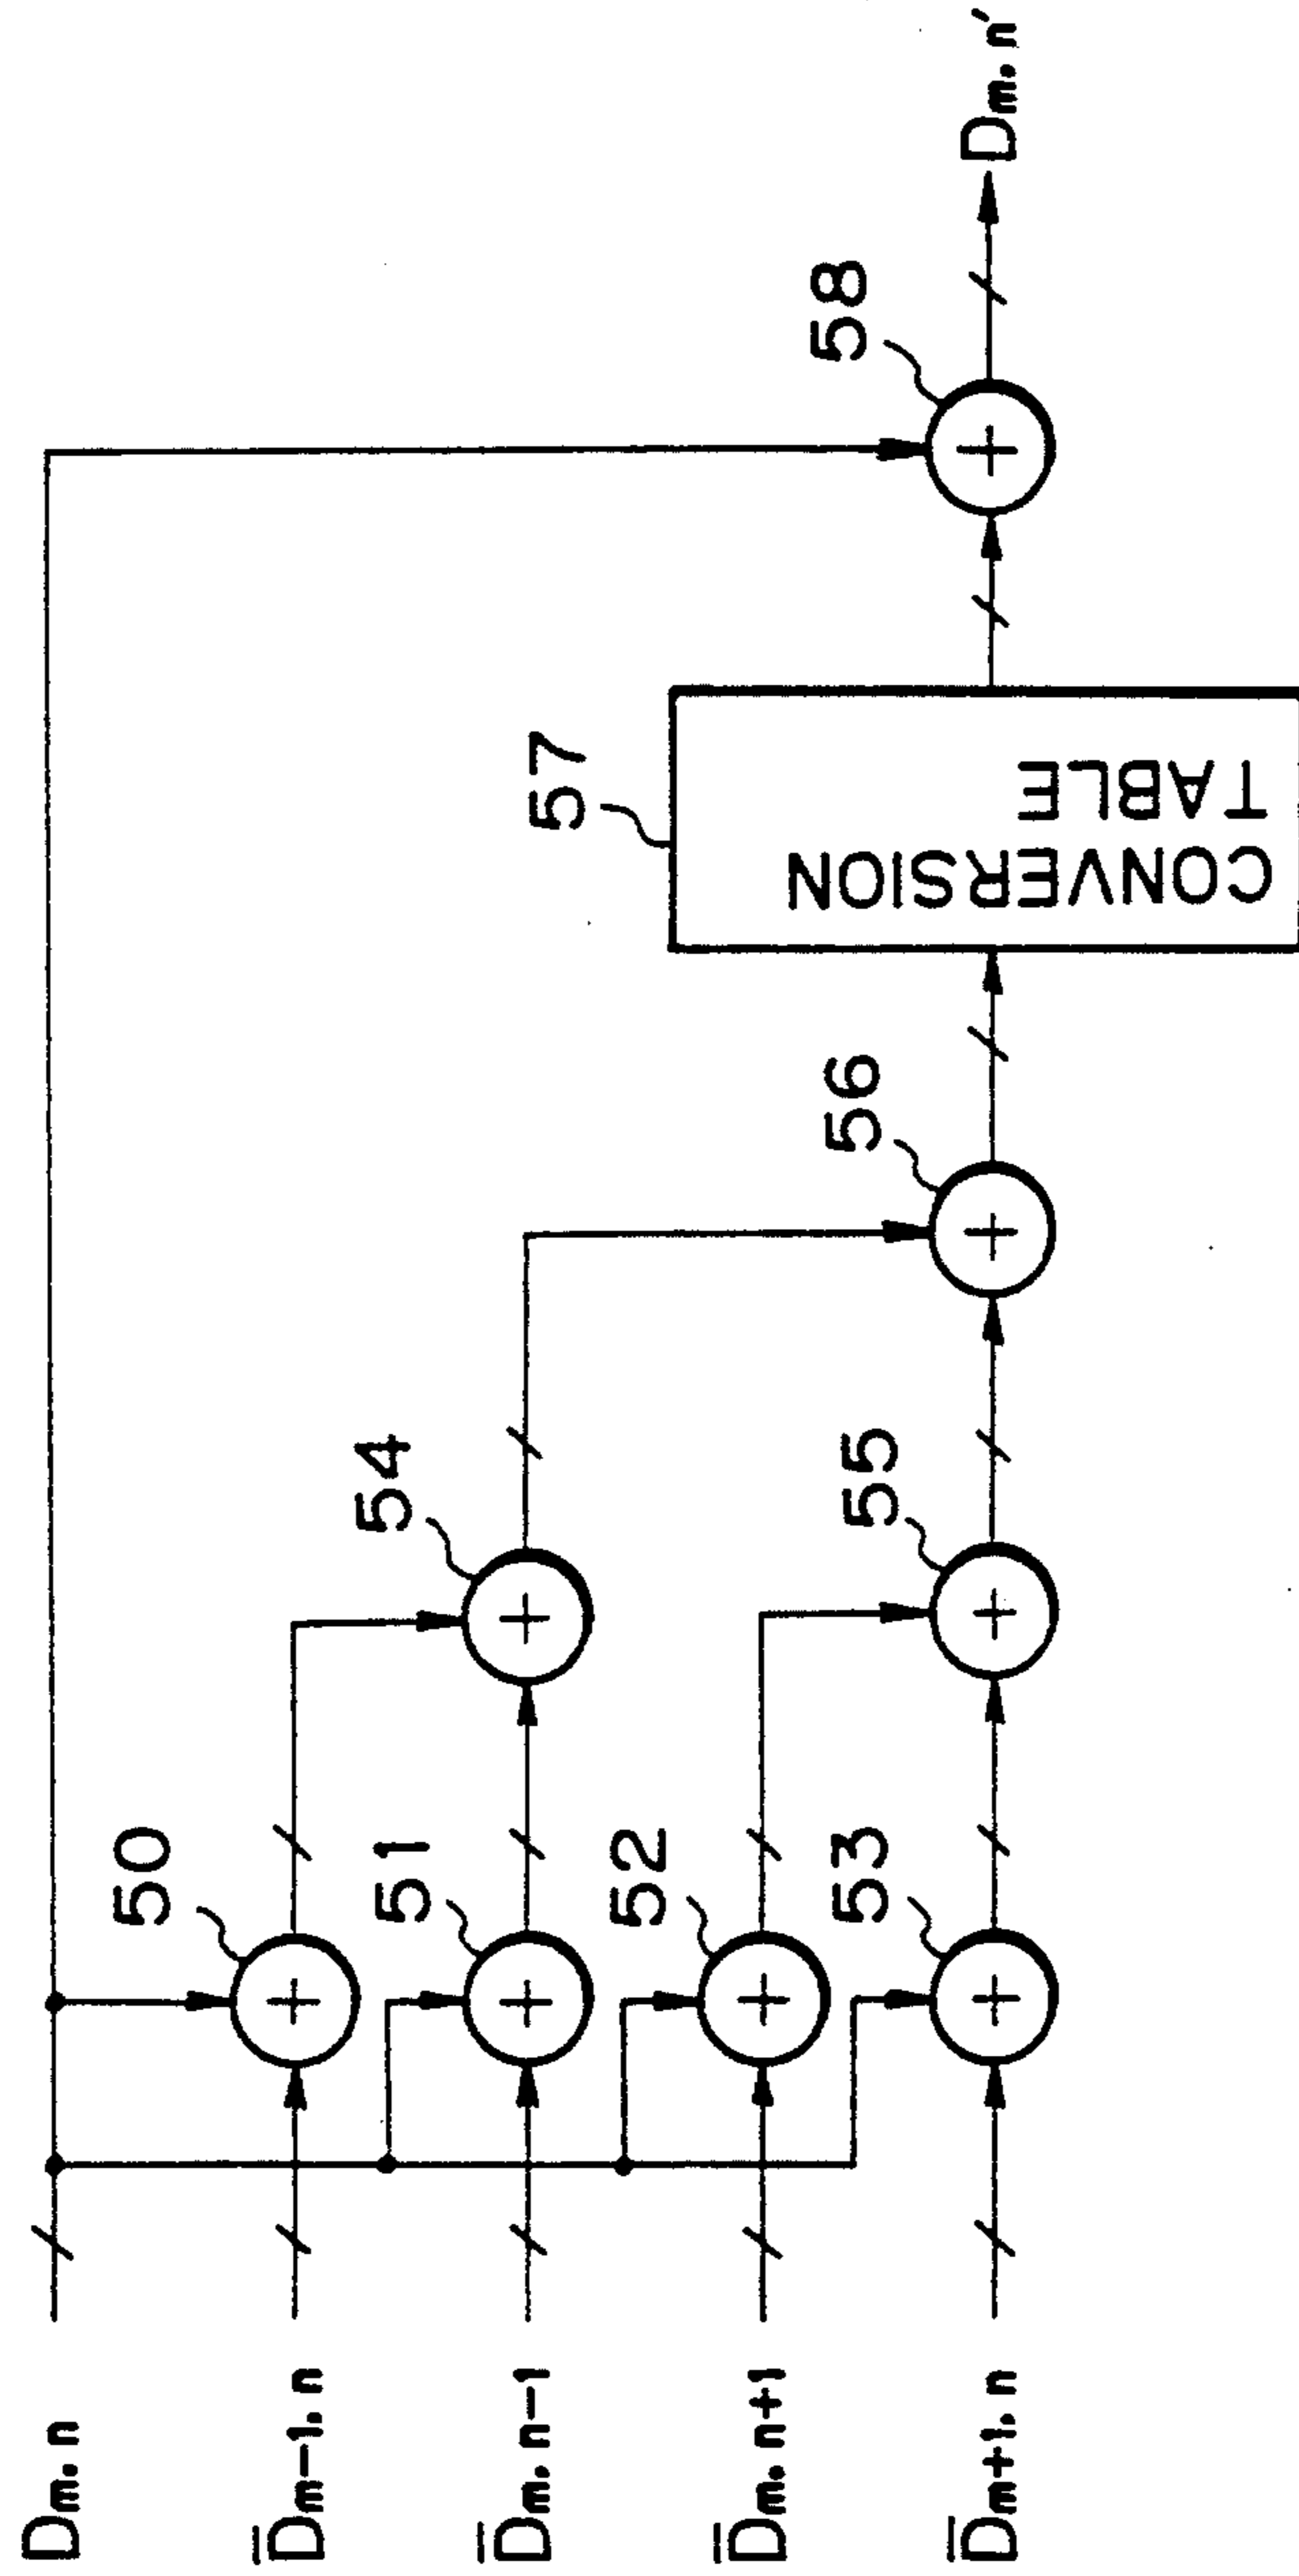 Dm.n
D̅m-1.n
D̅m.n-1
D̅m.n+1
D̅m+1.n
50
51
52
53
54
55
56
57
CONVERSION
TABLE
58
Dm.n'